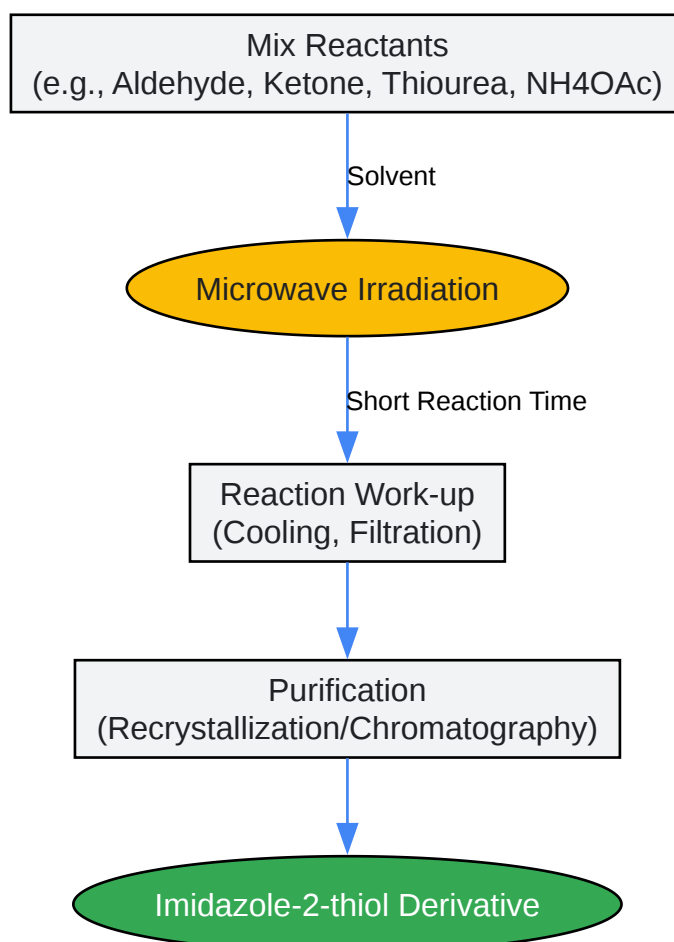 Mix Reactants
(e.g., Aldehyde, Ketone, Thiourea, NH4OAc)
Solvent
Microwave Irradiation
Short Reaction Time
Reaction Work-up
(Cooling, Filtration)
Purification
(Recrystallization/Chromatography)
Imidazole-2-thiol Derivative